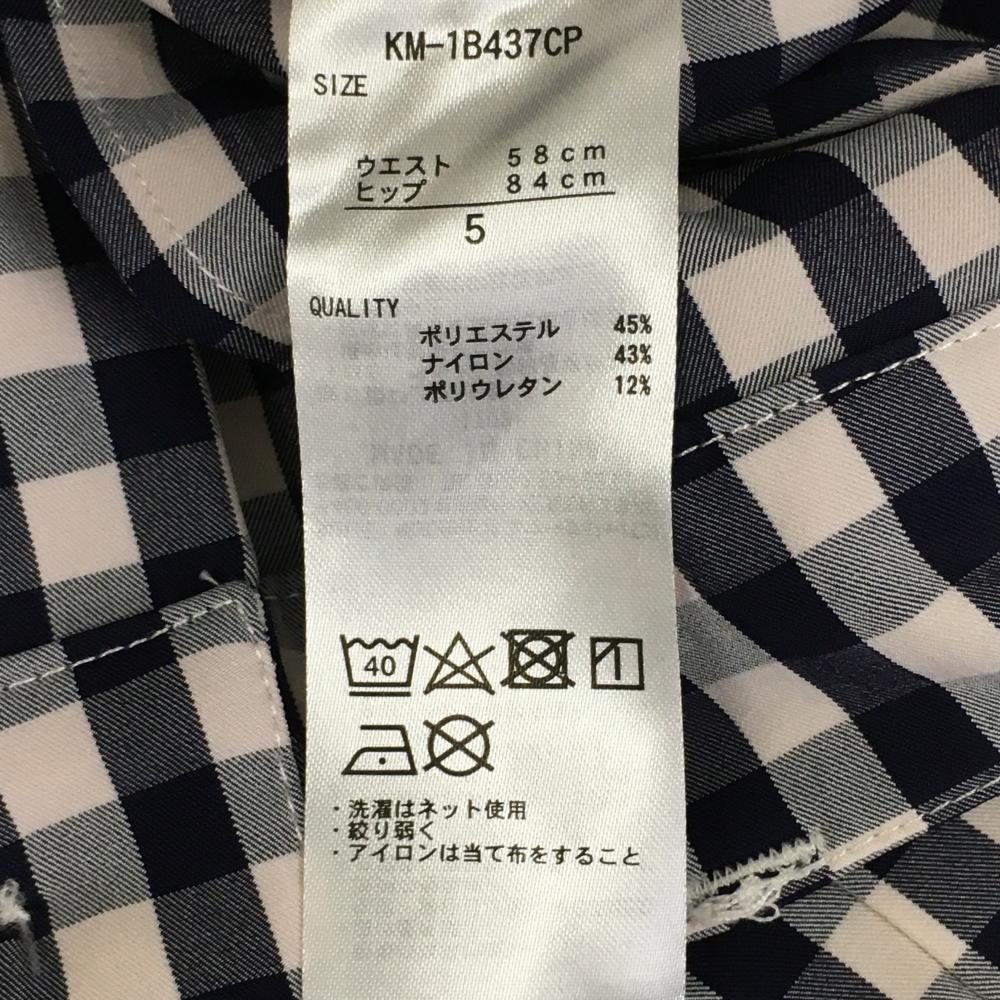 KM-1B437CP
SIZE
ウエスト 58cm
ヒップ 84cm
5
QUALITY
ポリエステル 45%
ナイロン 43%
ポリウレタン 12%
40
・洗濯はネット使用
・絞り弱く
・アイロンは当て布をすること